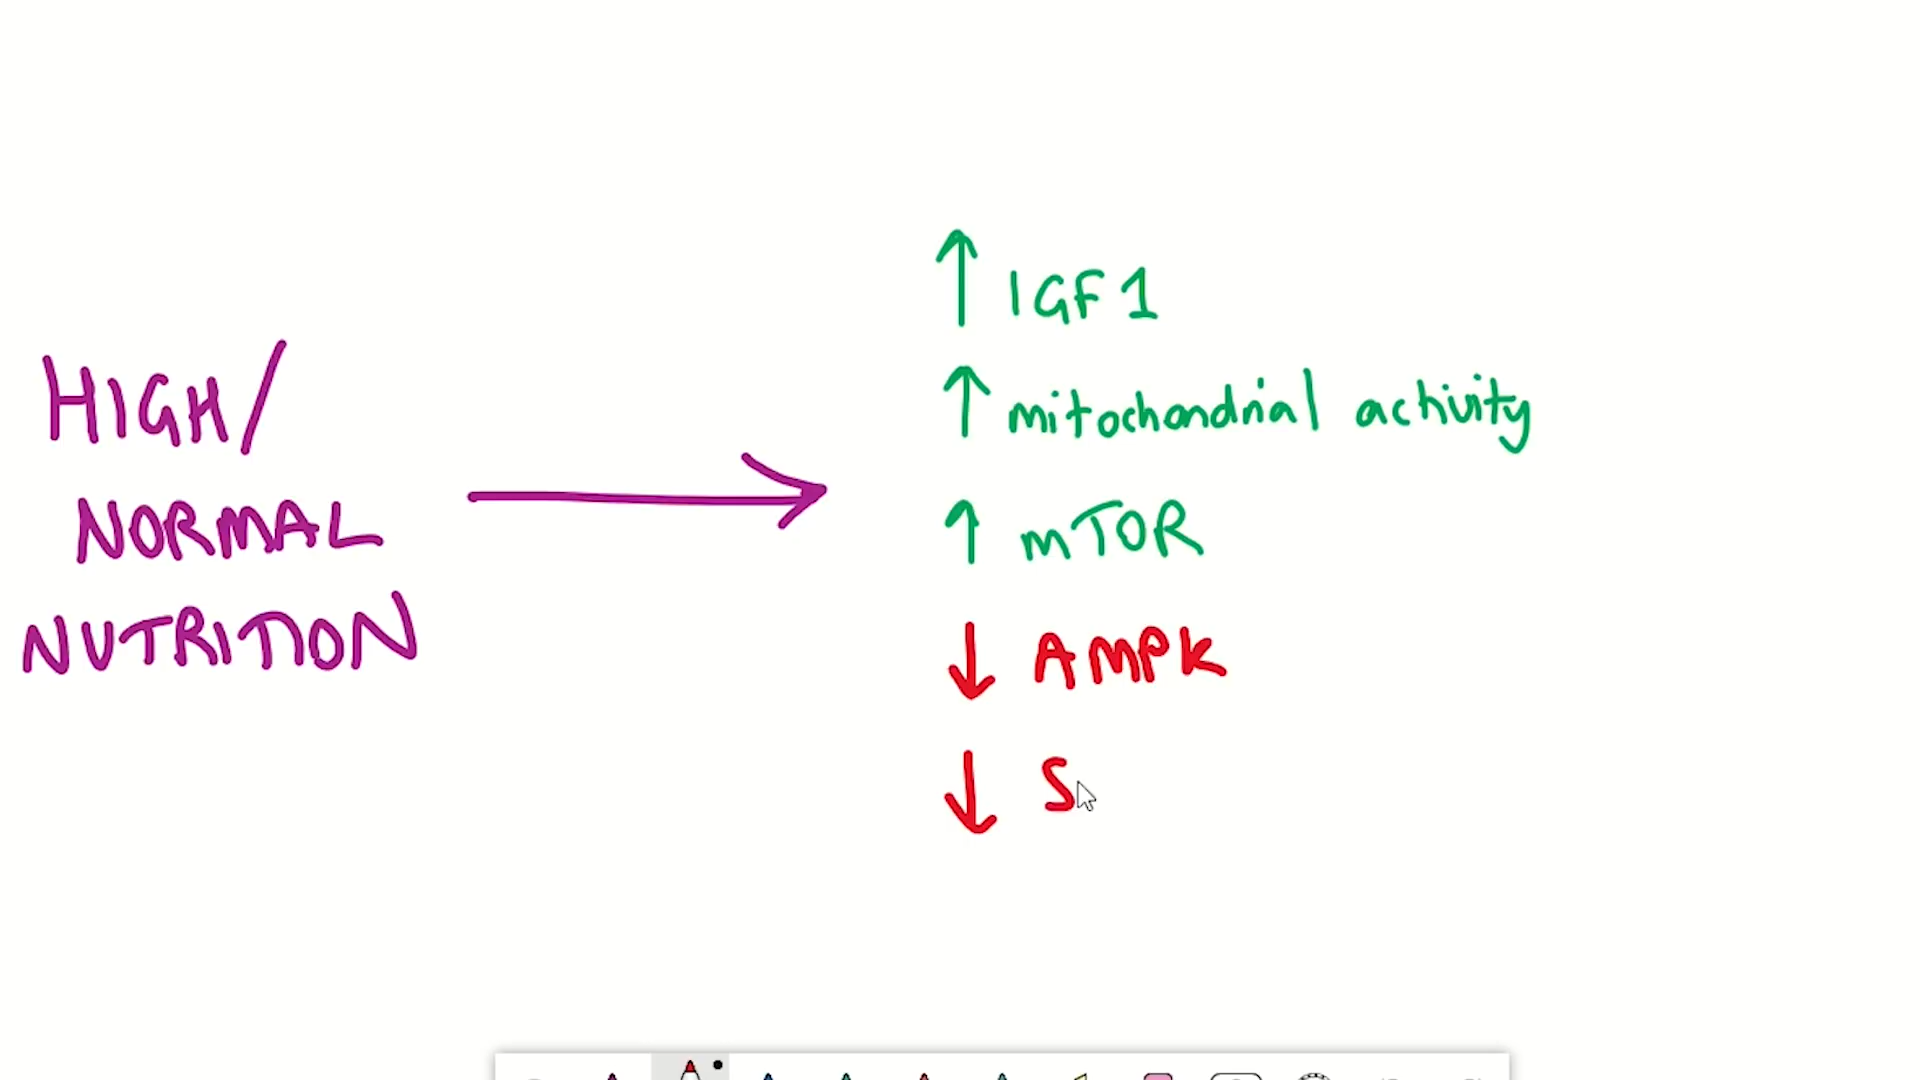 HIGH/
NORMAL
NUTRITION
↑ IGF1
↑ mitochondrial activity
↑ mTOR
↓ AMPK
↓ S